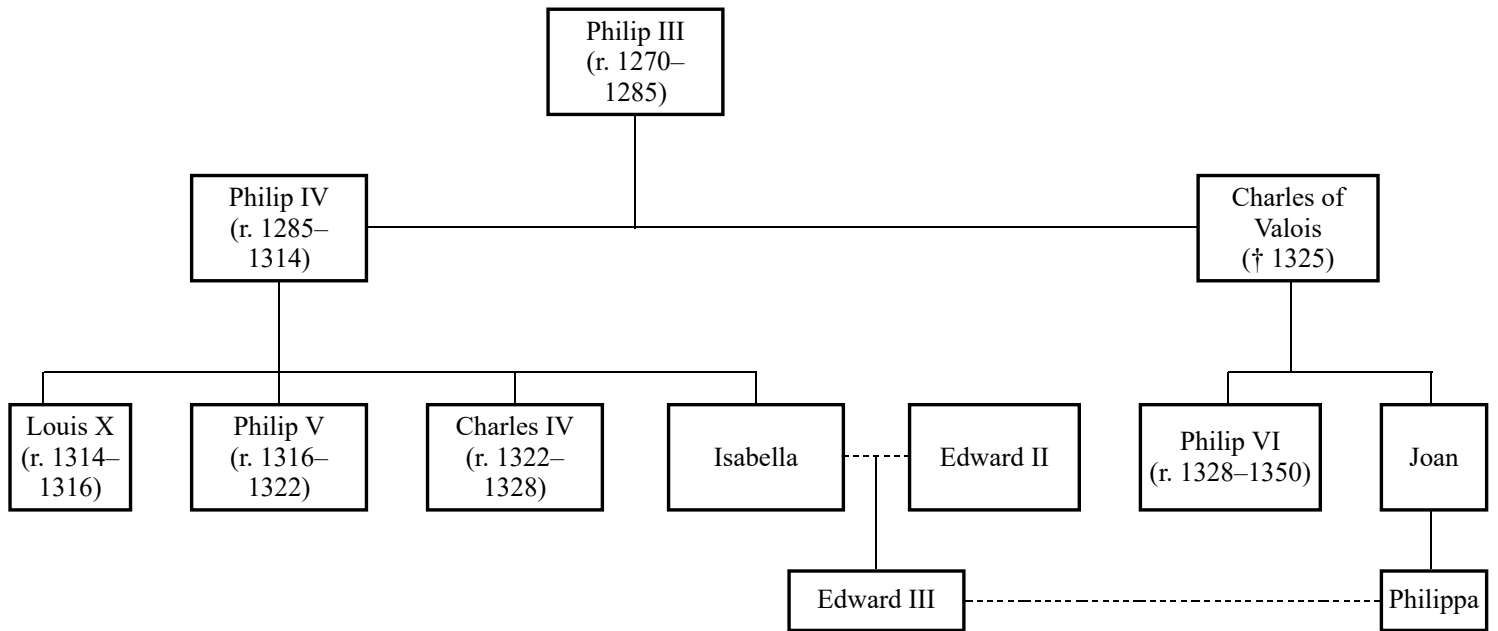 Philip III
(r. 1270–
1285)
Philip IV
(r. 1285–
1314)
Charles of
Valois
(† 1325)
Louis X
(r. 1314–
1316)
Philip V
(r. 1316–
1322)
Charles IV
(r. 1322–
1328)
Isabella
Edward II
Philip VI
(r. 1328–1350)
Joan
Edward III
Philippa